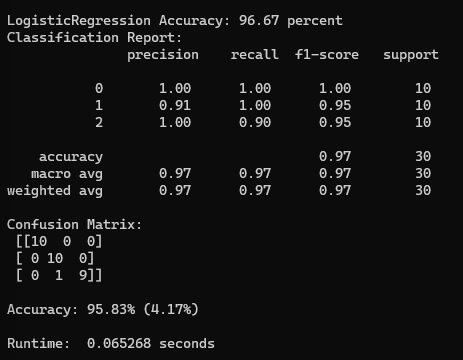 LogisticRegression Accuracy: 96.67 percent
Classification Report:
              precision    recall  f1-score   support

           0       1.00      1.00      1.00        10
           1       0.91      1.00      0.95        10
           2       1.00      0.90      0.95        10

    accuracy                           0.97        30
   macro avg       0.97      0.97      0.97        30
weighted avg       0.97      0.97      0.97        30

Confusion Matrix:
 [[10  0  0]
 [ 0 10  0]
 [ 0  1  9]]

Accuracy: 95.83% (4.17%)

Runtime:  0.065268 seconds